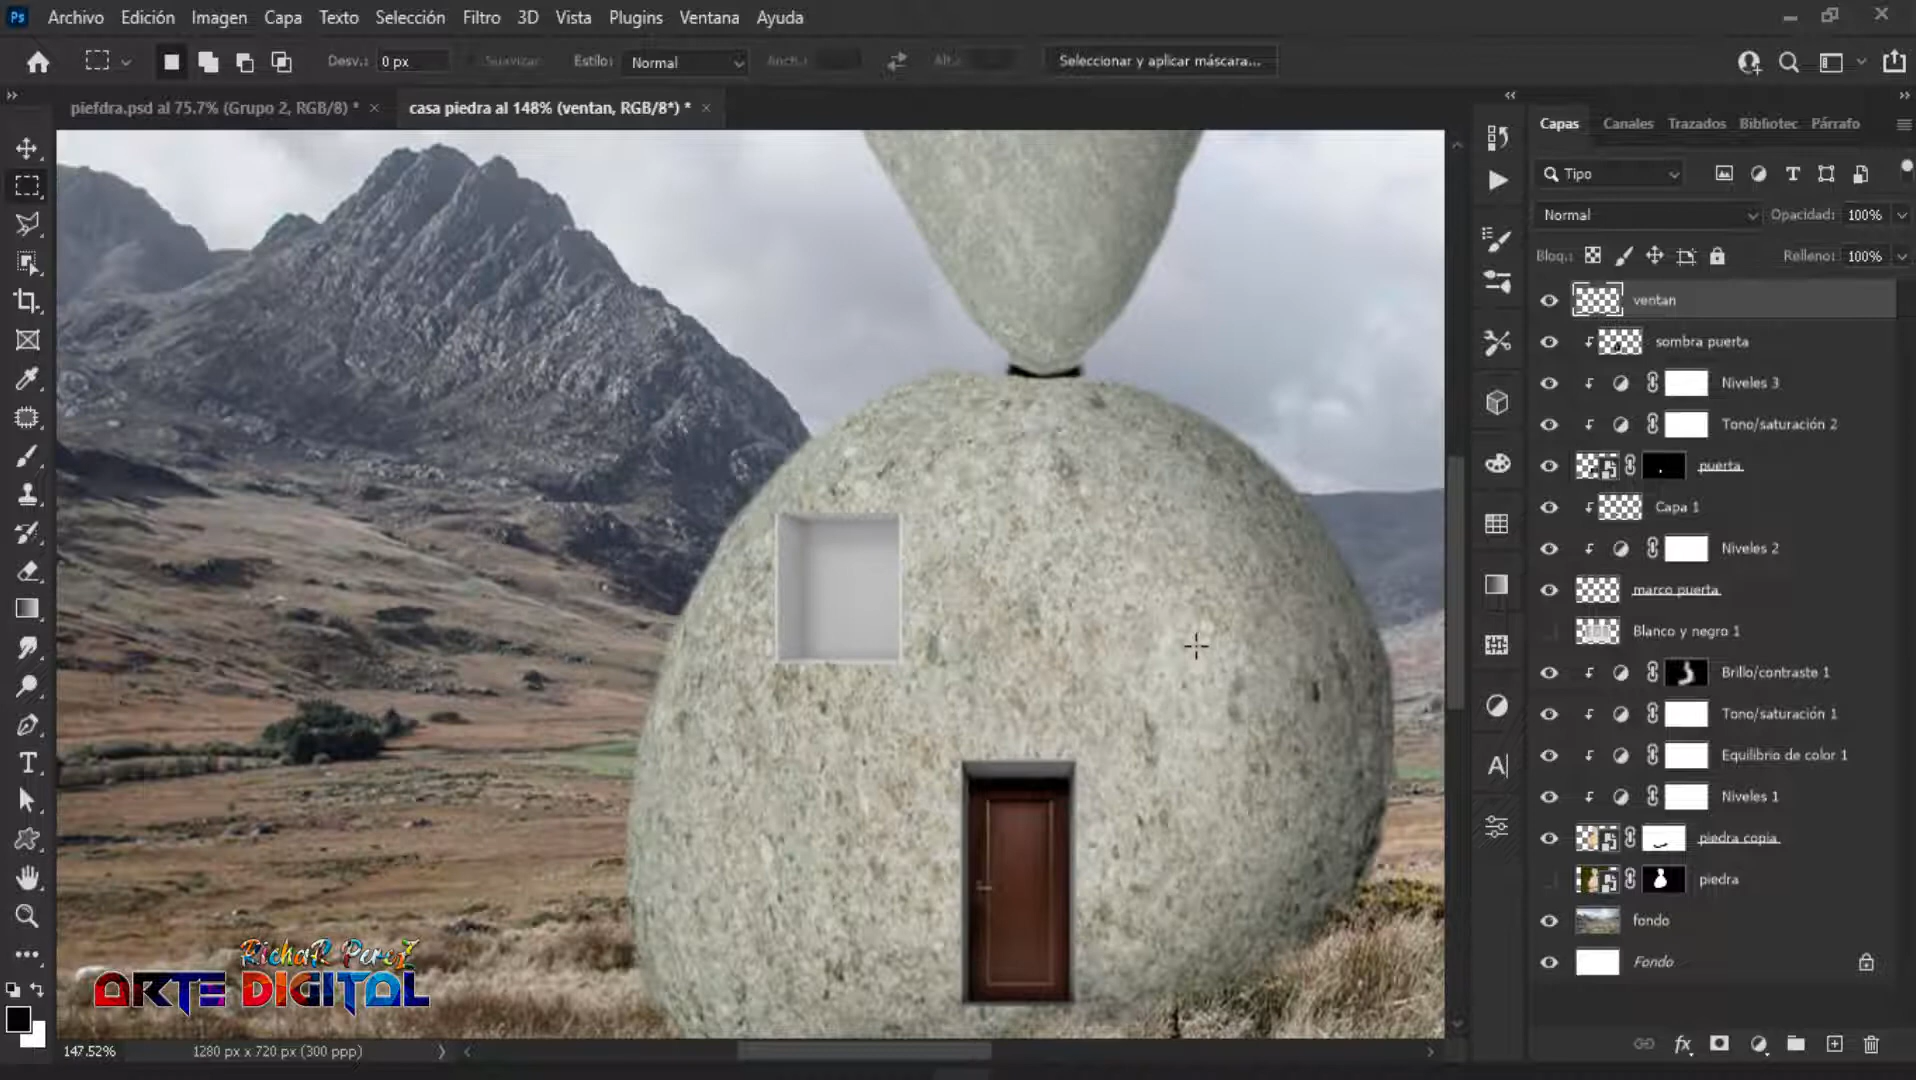 Ps Archivo Edición Imagen Capa Texto Selección Filtro 3D Vista Plugins Ventana Ayuda
Desv.: 0 px Suavizar Estilo: Normal Anch.: Alt.: Seleccionar y aplicar máscara...
piefdra.psd al 75.7% (Grupo 2, RGB/8) * casa piedra al 148% (ventan, RGB/8*) *
Capas Canales Trazados Bibliotec Párrafo
Tipo
Normal Opacidad: 100%
Bloq.: Relleno: 100%
ventan
sombra puerta
Niveles 3
Tono/saturación 2
puerta
Capa 1
Niveles 2
marco puerta
Blanco y negro 1
Brillo/contraste 1
Tono/saturación 1
Equilibrio de color 1
Niveles 1
piedra copia
piedra
fondo
Fondo
RichaR PereZ
ARTE DIGITAL
147.52% 1280 px x 720 px (300 ppp)